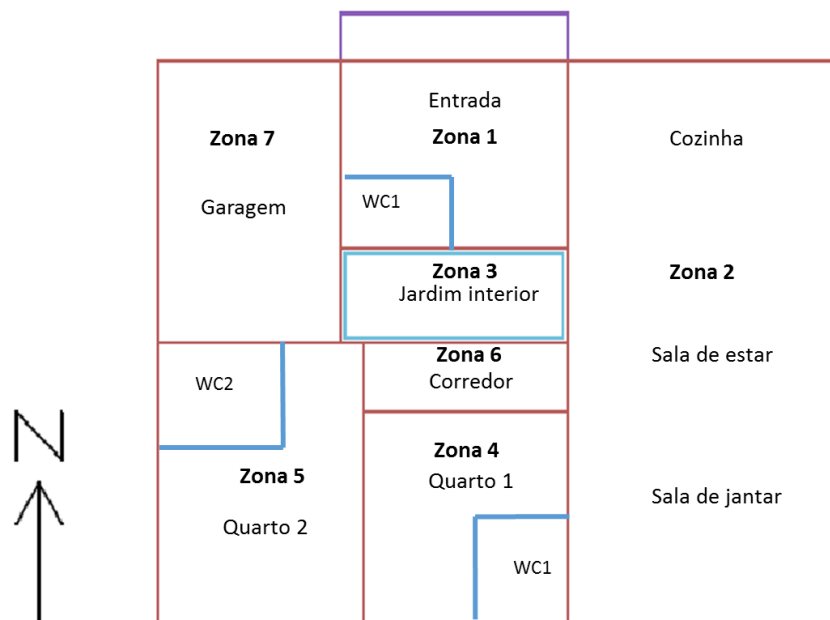 Entrada
Zona 7
Zona 1
Cozinha
WC1
Garagem
Zona 3
Zona 2
Jardim interior
Zona 6
Sala de estar
Corredor
WC2
N
Zona 4
Zona 5
Quarto 1
Sala de jantar
Quarto 2
WC1